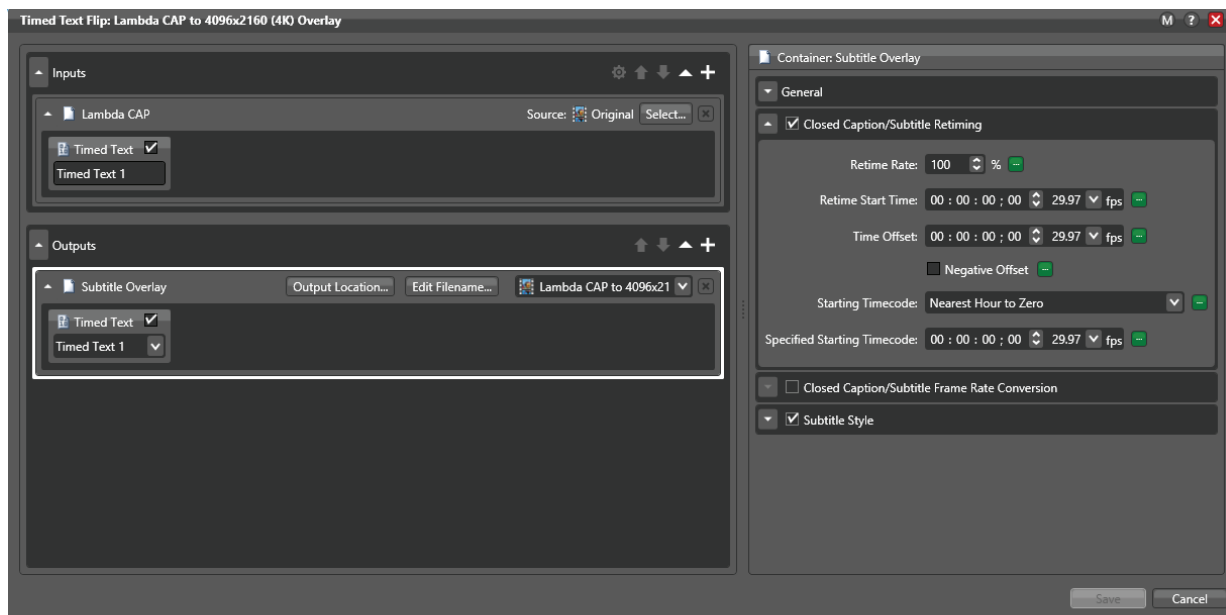 Timed Text Flip: Lambda CAP to 4096x2160 (4K) Overlay
M ? X
Inputs
Lambda CAP
Source: Original Select...
Timed Text
Timed Text 1
Outputs
Subtitle Overlay Output Location... Edit Filename... Lambda CAP to 4096x21
Timed Text
Timed Text 1
Container: Subtitle Overlay
General
Closed Caption/Subtitle Retiming
Retime Rate: 100 %
Retime Start Time: 00 : 00 : 00 ; 00 29.97 fps
Time Offset: 00 : 00 : 00 ; 00 29.97 fps
Negative Offset
Starting Timecode: Nearest Hour to Zero
Specified Starting Timecode: 00 : 00 : 00 ; 00 29.97 fps
Closed Caption/Subtitle Frame Rate Conversion
Subtitle Style
Save Cancel